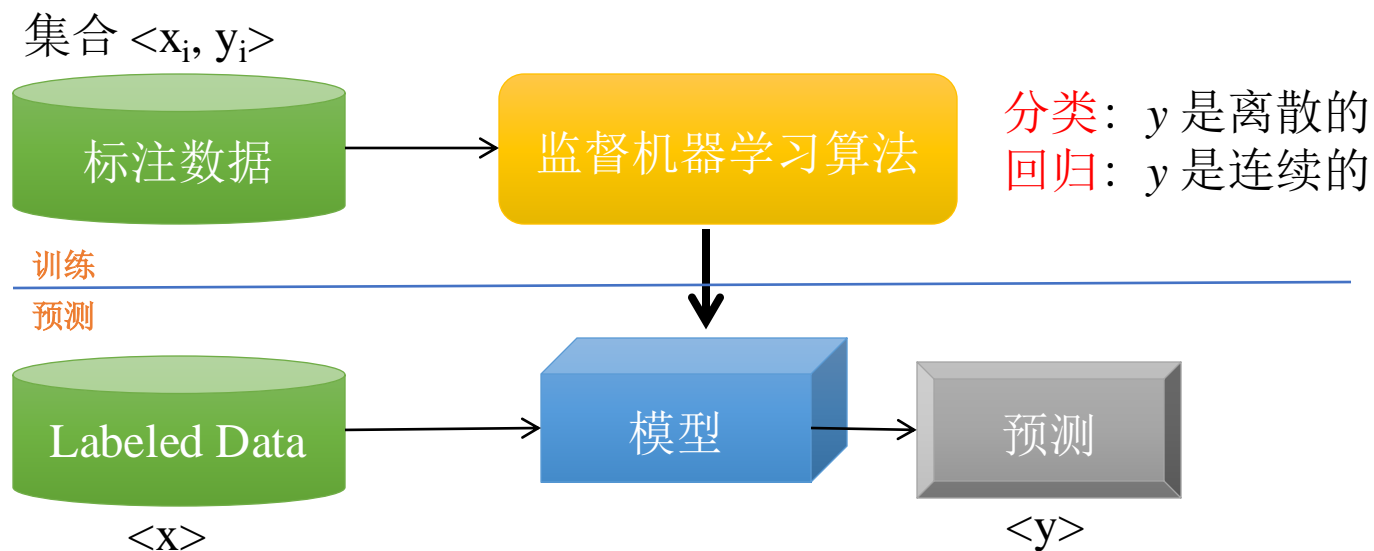 集合 <xi, yi>
标注数据
监督机器学习算法
分类：y 是离散的
回归：y 是连续的
训练
预测
Labeled Data
模型
预测
<x>
<y>